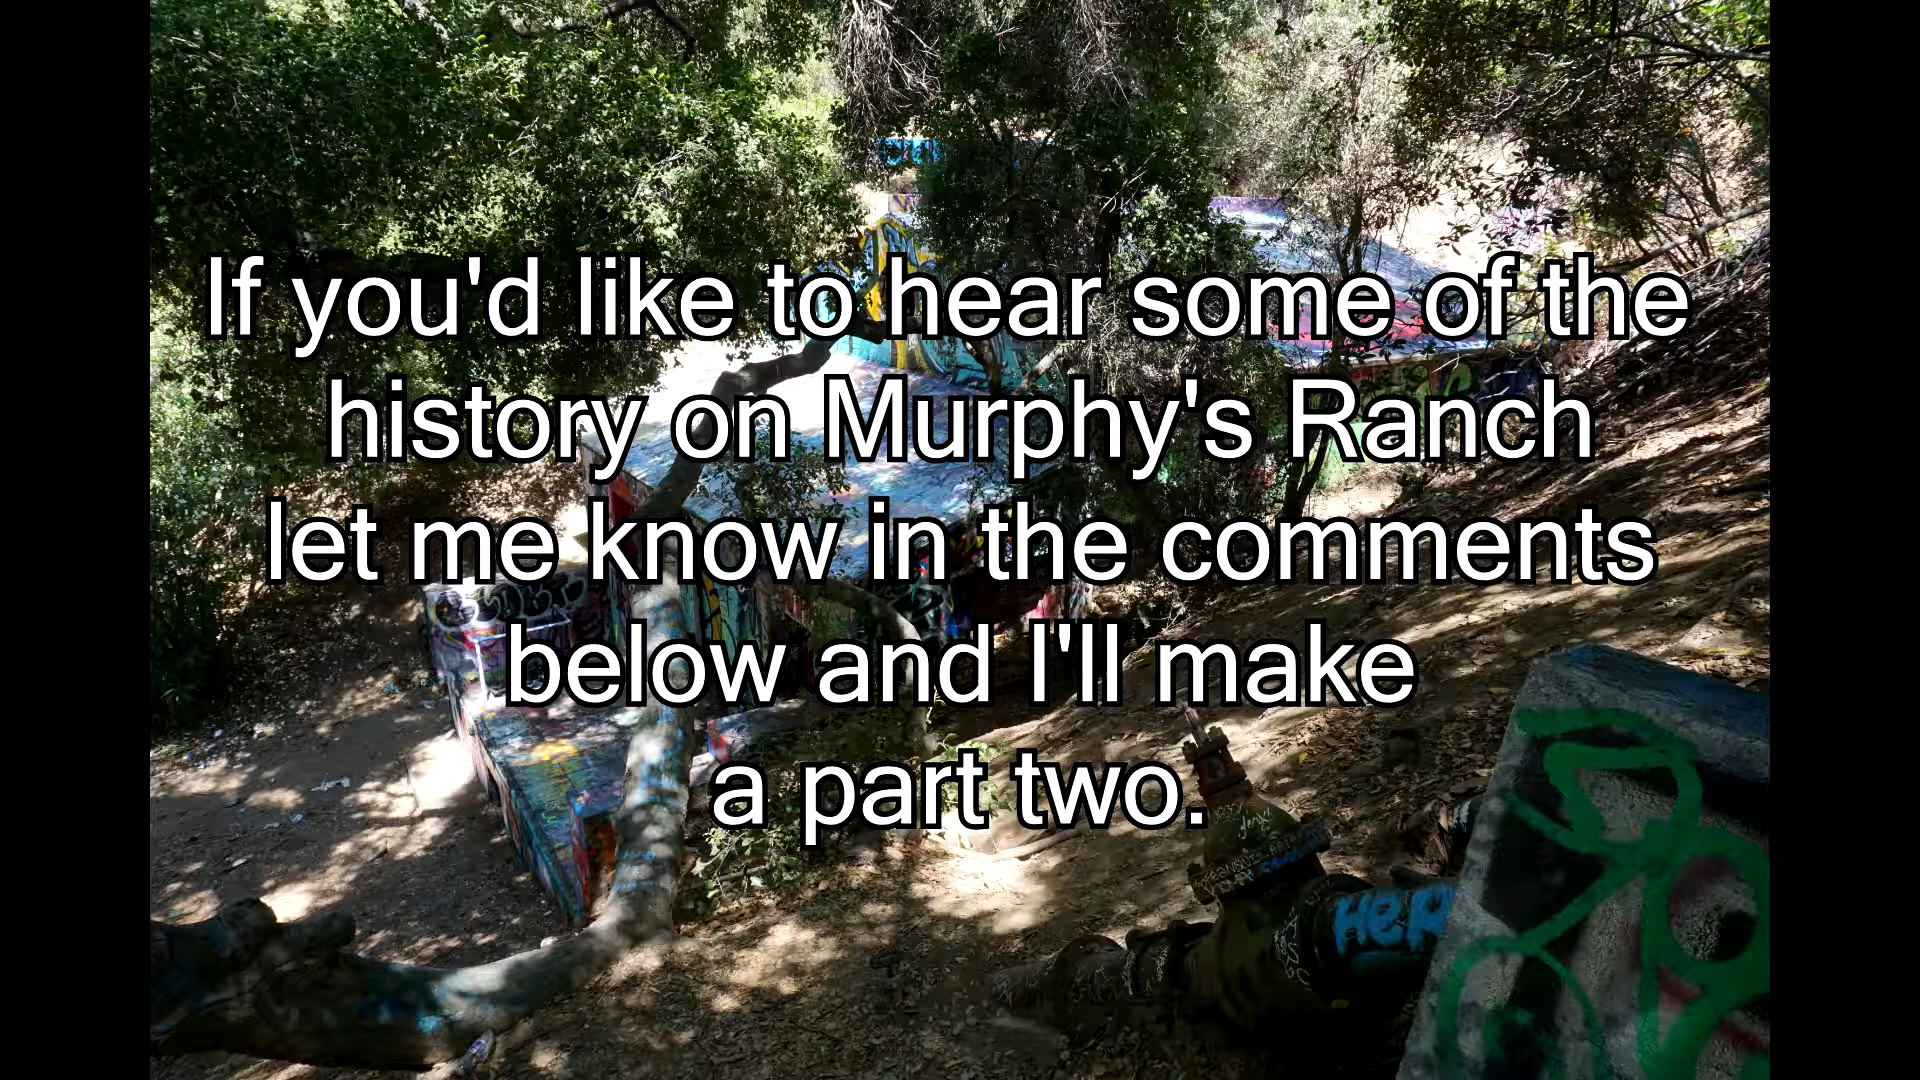 If you'd like to hear some of the
history on Murphy's Ranch
let me know in the comments
below and I'll make
a part two.
HER